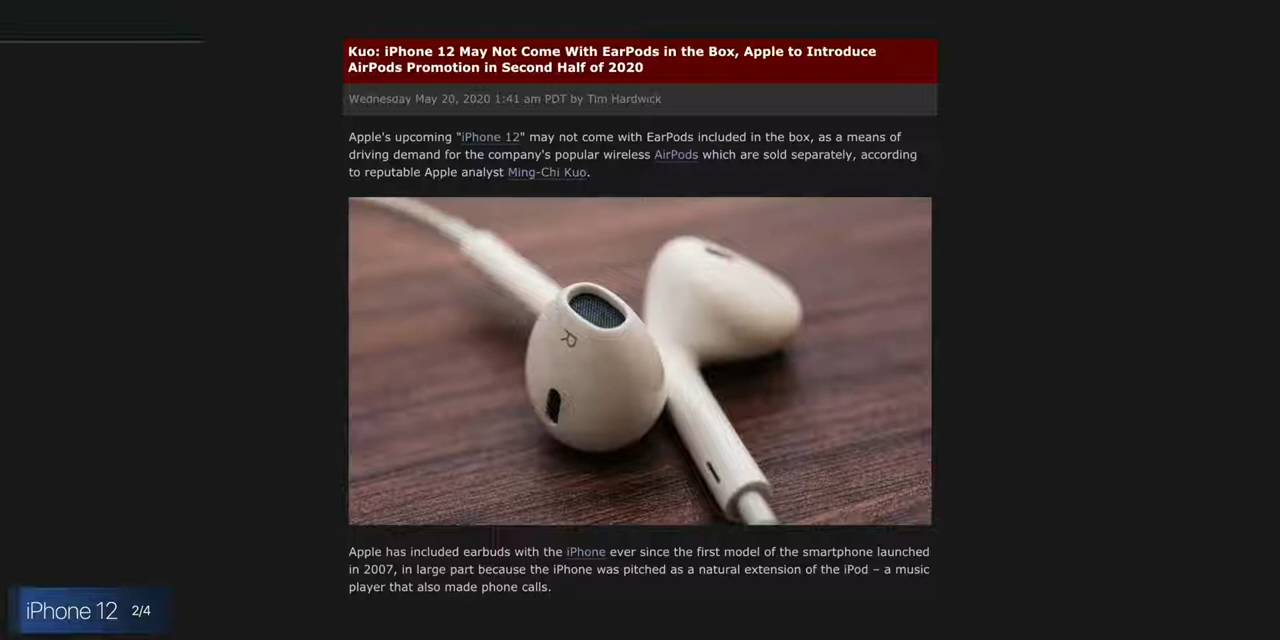 Kuo: iPhone 12 May Not Come With EarPods in the Box, Apple to Introduce
AirPods Promotion in Second Half of 2020
Wednesday May 20, 2020 1:41 am PDT by Tim Hardwick
Apple's upcoming "iPhone 12" may not come with EarPods included in the box, as a means of
driving demand for the company's popular wireless AirPods which are sold separately, according
to reputable Apple analyst Ming-Chi Kuo.
R
Apple has included earbuds with the iPhone ever since the first model of the smartphone launched
in 2007, in large part because the iPhone was pitched as a natural extension of the iPod – a music
player that also made phone calls.
iPhone 12 2/4